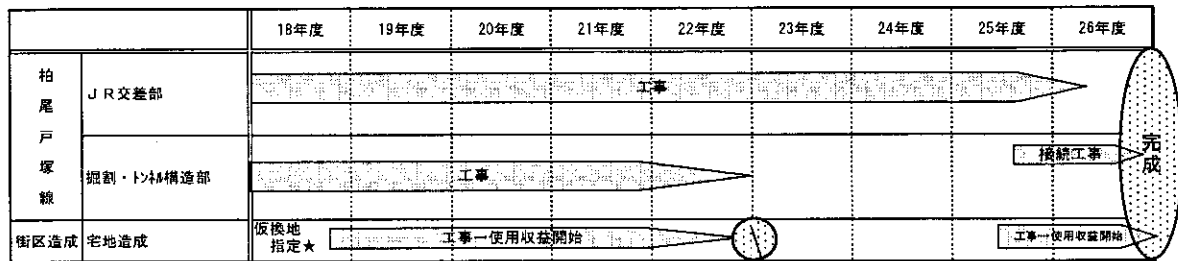 18年度 19年度 20年度 21年度 22年度 23年度 24年度 25年度 26年度
柏尾戸塚線
JR交差部
工事
掘割・トンネル構造部
工事
接続工事
完成
街区造成
宅地造成
仮換地
指定★
工事→使用収益開始
工事→使用収益開始